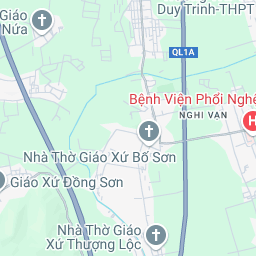 Giáo
Nứa
Duy Trinh-THPT
QL1A
Bệnh Viện Phổi Nghệ
NGHI VẠN
H
Nhà Thờ Giáo Xứ Bố Sơn
Giáo Xứ Đồng Sơn
Nhà Thờ Giáo
Xứ Thượng Lộc